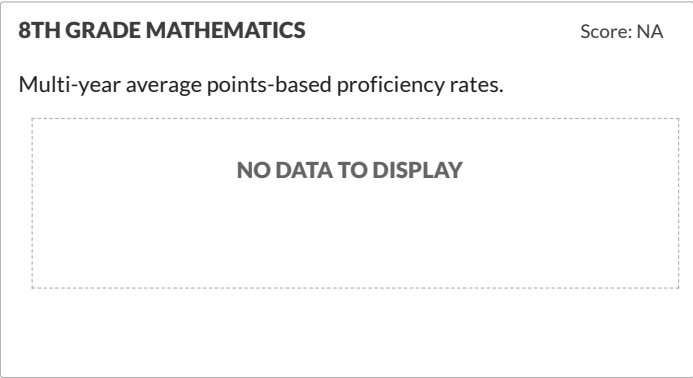 8TH GRADE MATHEMATICS Score: NA
Multi-year average points-based proficiency rates.
NO DATA TO DISPLAY